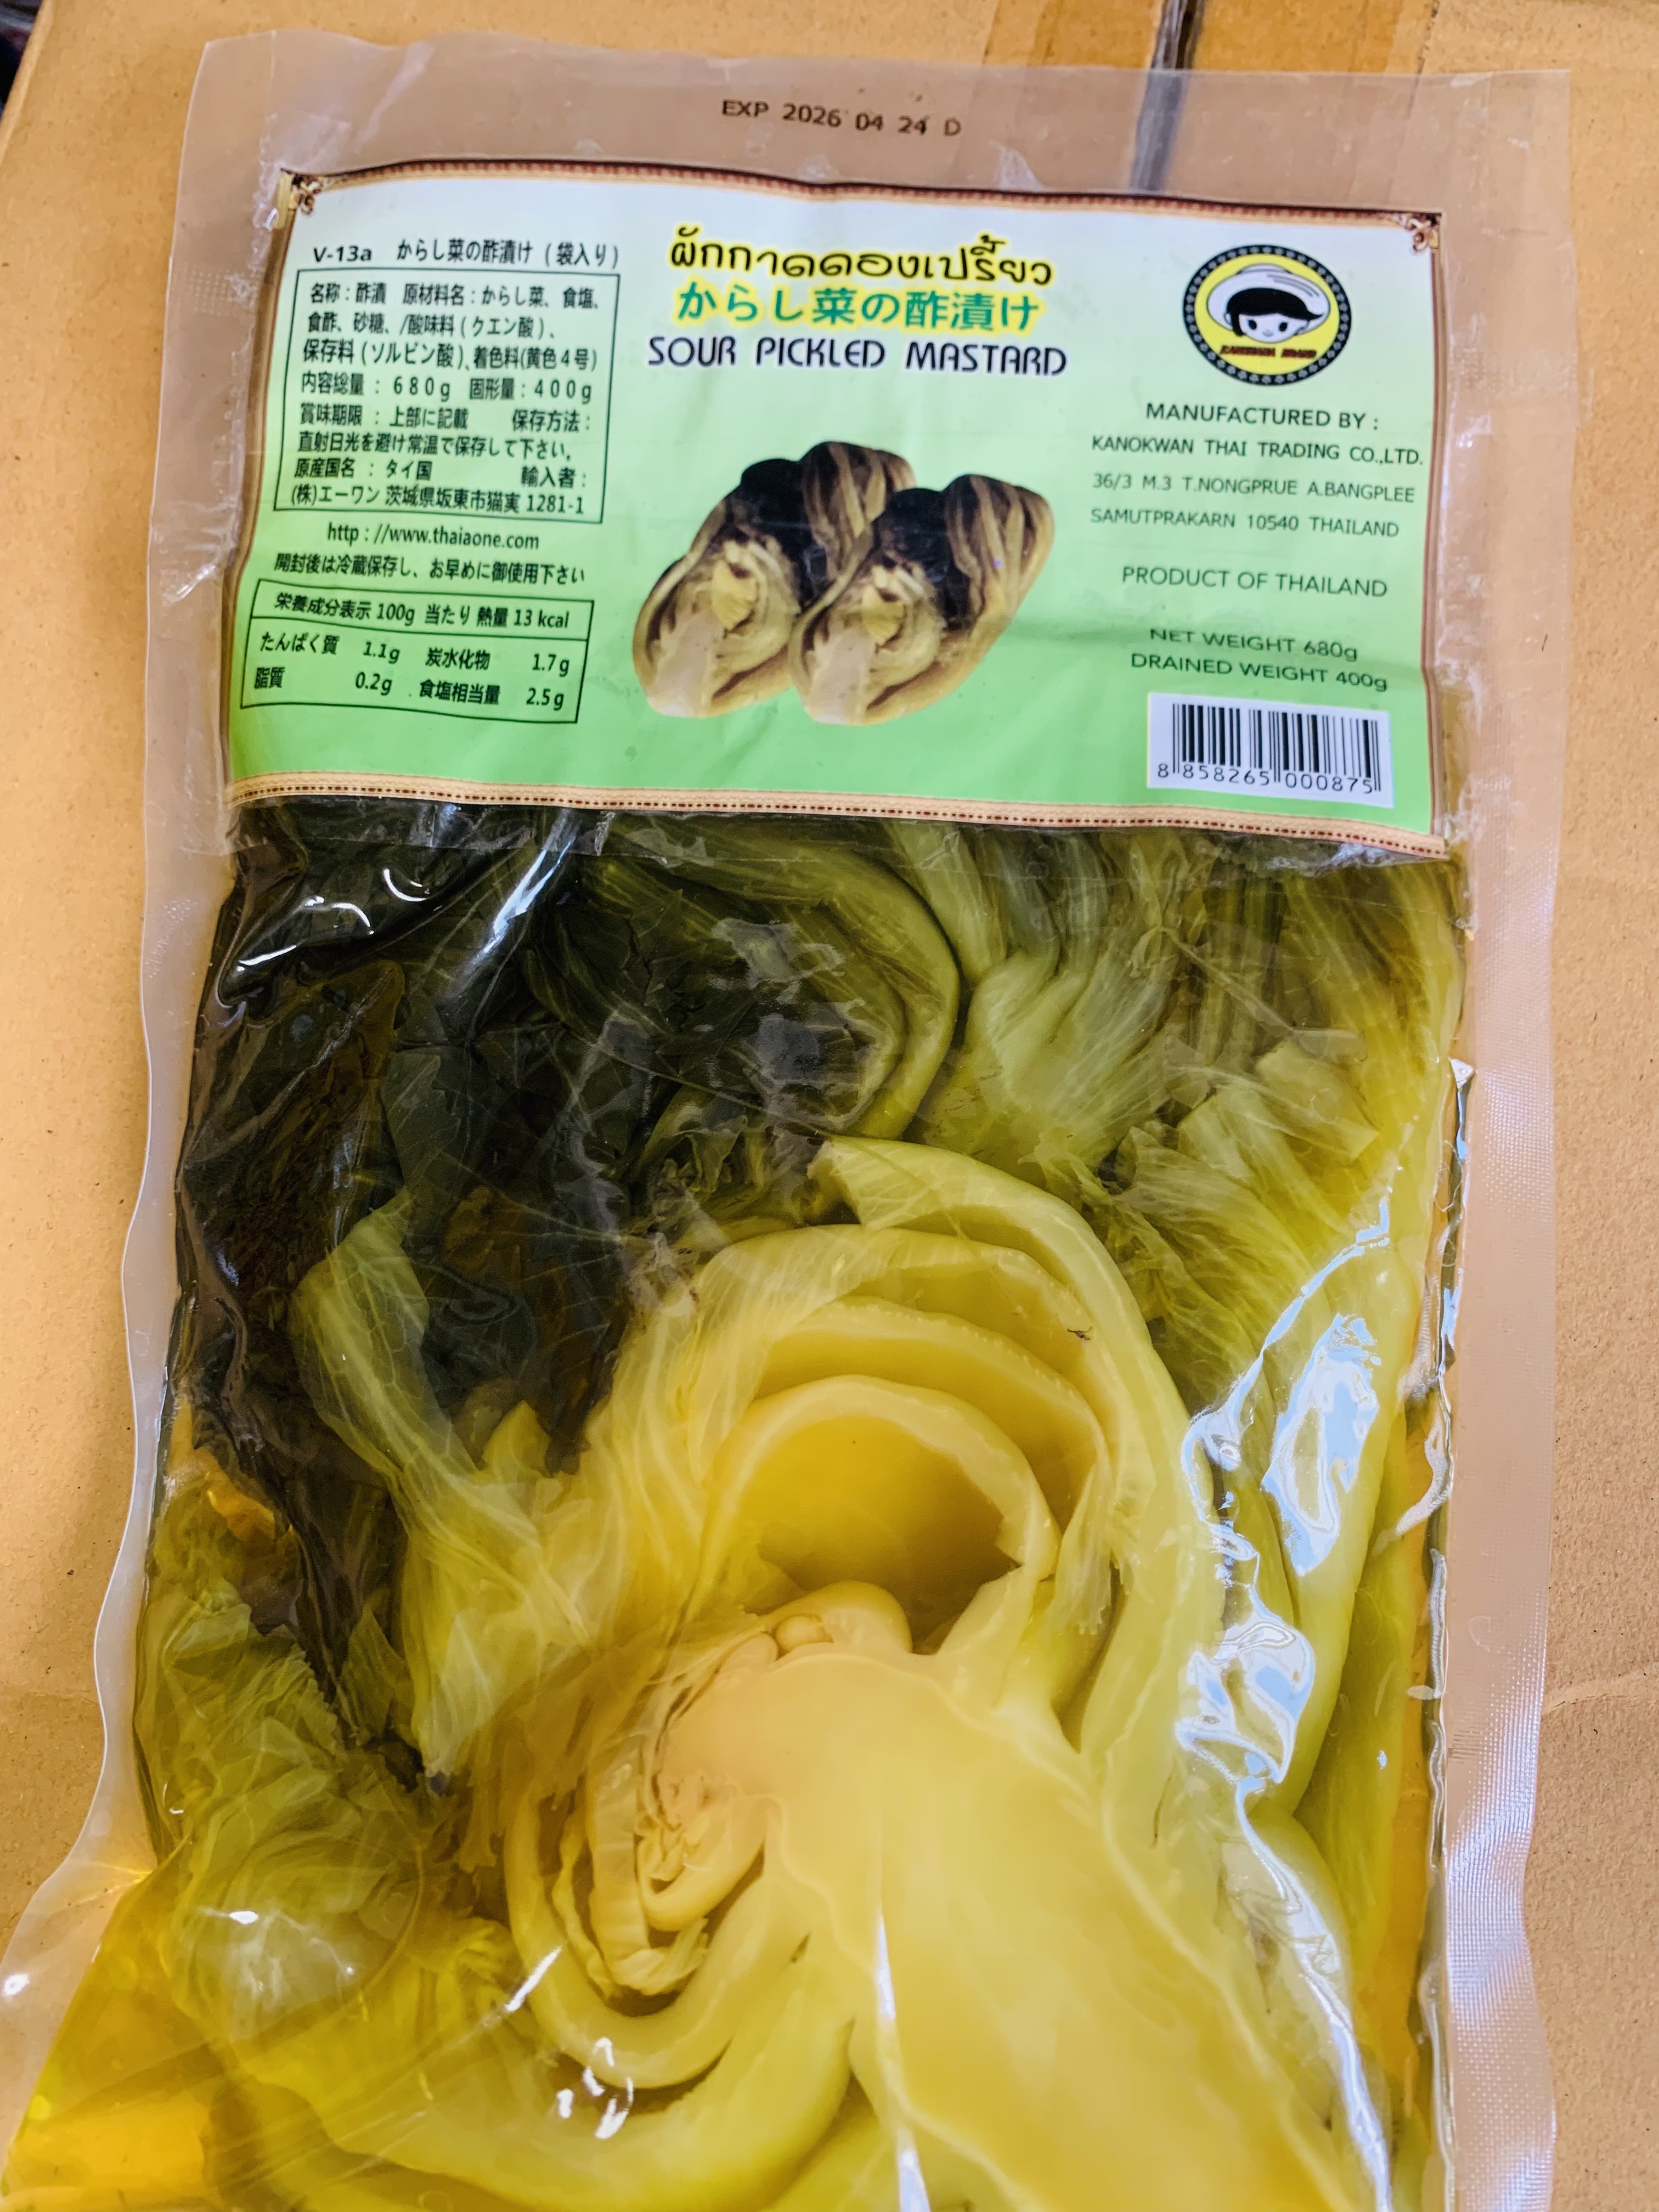 EXP 2026 04 24 D
V-13a からし菜の酢漬け (袋入り)
名称：酢漬 原材料名：からし菜、食塩、
食酢、砂糖、/酸味料(クエン酸)、
保存料(ソルビン酸)、着色料(黄色4号)
内容総量：680g 固形量：400g
賞味期限：上部に記載 保存方法：
直射日光を避け常温で保存して下さい。
原産国名：タイ国 輸入者：
(株)エーワン 茨城県坂東市猫実 1281-1
http : //www.thaiaone.com
開封後は冷蔵保存し、お早めに御使用下さい
栄養成分表示 100g 当たり 熱量 13 kcal
たんぱく質 1.1g 炭水化物 1.7g
脂質 0.2g 食塩相当量 2.5g
ผักกาดดองเปรี้ยว
からし菜の酢漬け
SOUR PICKLED MASTARD
MANUFACTURED BY :
KANOKWAN THAI TRADING CO.,LTD.
36/3 M.3 T.NONGPRUE A.BANGPLEE
SAMUTPRAKARN 10540 THAILAND
PRODUCT OF THAILAND
NET WEIGHT 680g
DRAINED WEIGHT 400g
8 858265 000875